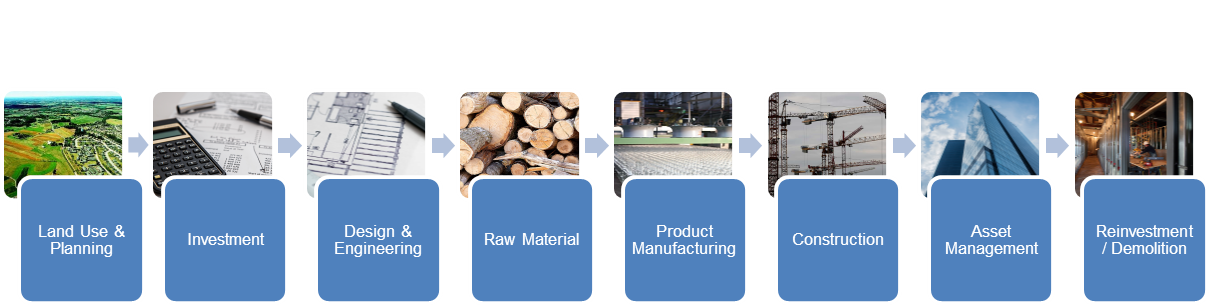 Land Use &
Planning
Investment
Design &
Engineering
Raw Material
Product
Manufacturing
Construction
Asset
Management
Reinvestment
/ Demolition